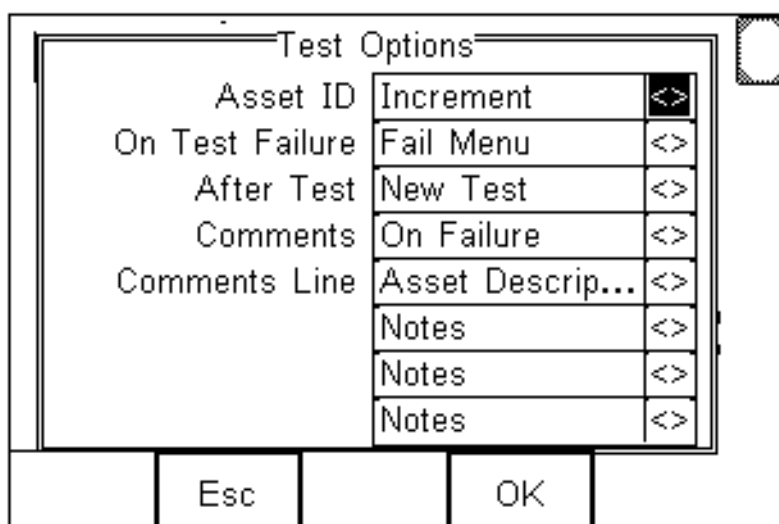 Test Options
Asset ID Increment <>
On Test Failure Fail Menu <>
After Test New Test <>
Comments On Failure <>
Comments Line Asset Descrip... <>
Notes <>
Notes <>
Notes <>
Esc OK